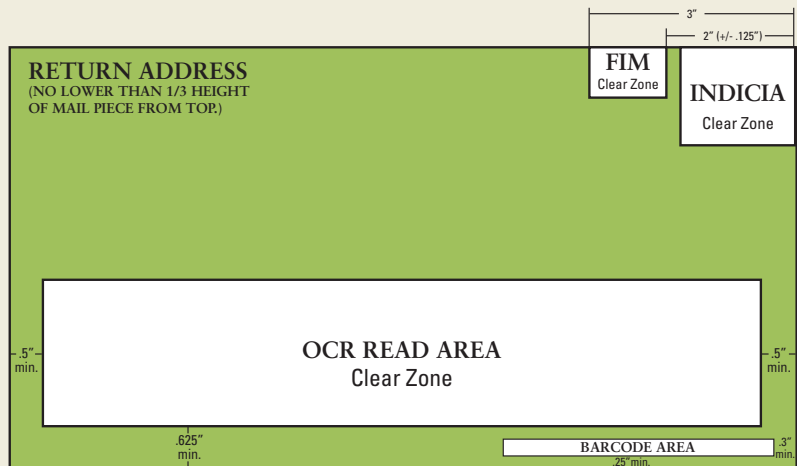 3"
2" (+/- .125")
RETURN ADDRESS
(NO LOWER THAN 1/3 HEIGHT
OF MAIL PIECE FROM TOP.)
FIM
Clear Zone
INDICIA
Clear Zone
OCR READ AREA
Clear Zone
.5"
min.
.5"
min.
.625"
min.
BARCODE AREA
.3"
min.
.25" min.